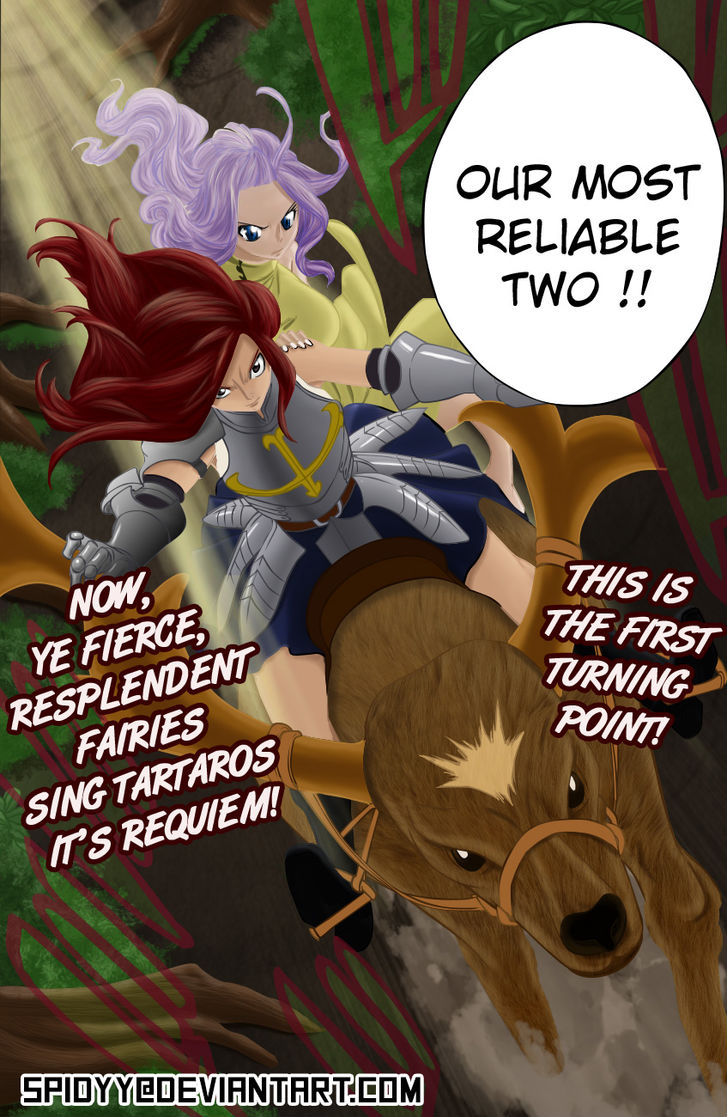 OUR MOST
RELIABLE
TWO !!
THIS IS
THE FIRST
TURNING
POINT!
NOW,
YE FIERCE,
RESPLENDENT
FAIRIES
SING TARTAROS
IT'S REQUIEM!
SPIDYY@DEVIANTART.COM